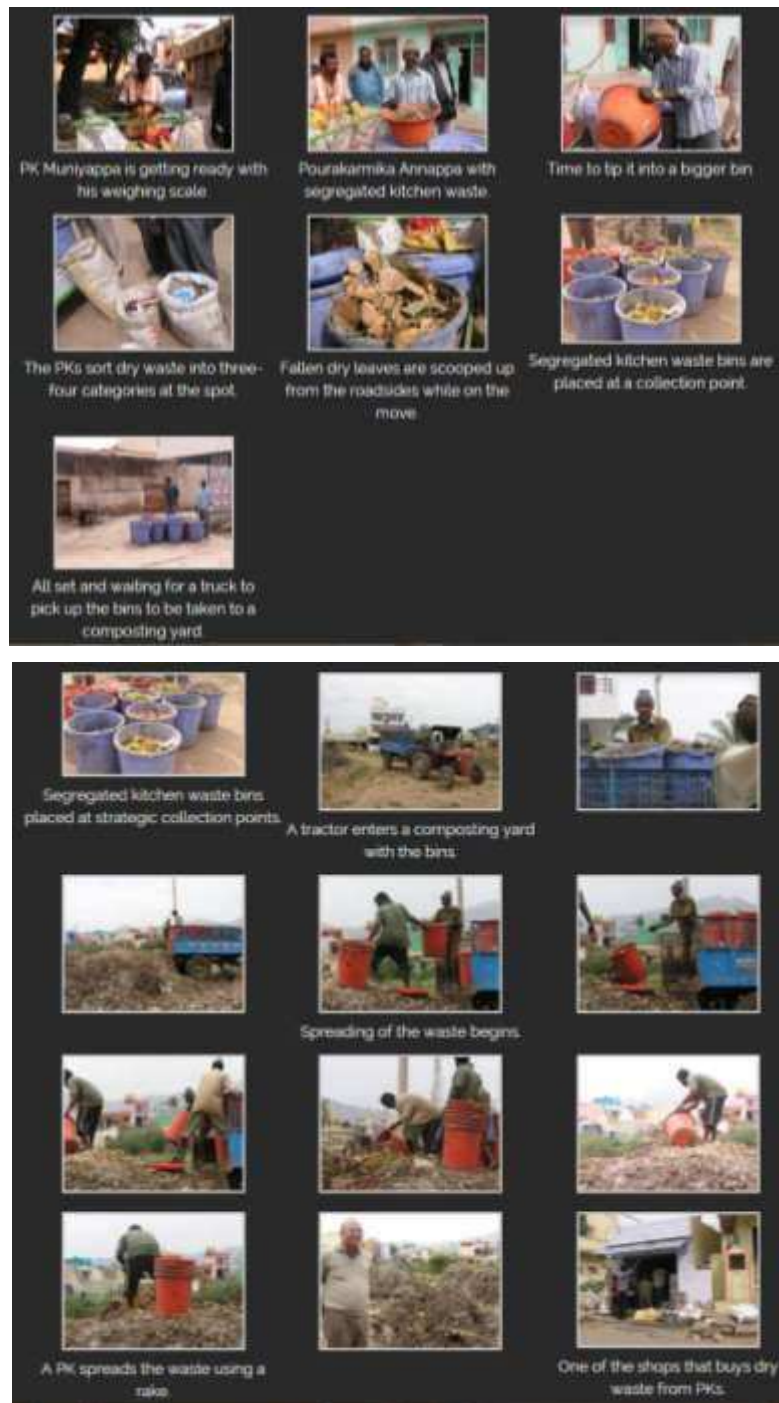 PK Muniyappa is getting ready with
his weighing scale.
Pourakarmika Annappa with
segregated kitchen waste.
Time to tip it into a bigger bin.
The PKs sort dry waste into three-
four categories at the spot.
Fallen dry leaves are scooped up
from the roadsides while on the
move.
Segregated kitchen waste bins are
placed at a collection point.
All set and waiting for a truck to
pick up the bins to be taken to a
composting yard.
Segregated kitchen waste bins
placed at strategic collection points.
A tractor enters a composting yard
with the bins.
Spreading of the waste begins.
A PK spreads the waste using a
rake.
One of the shops that buys dry
waste from PKs.